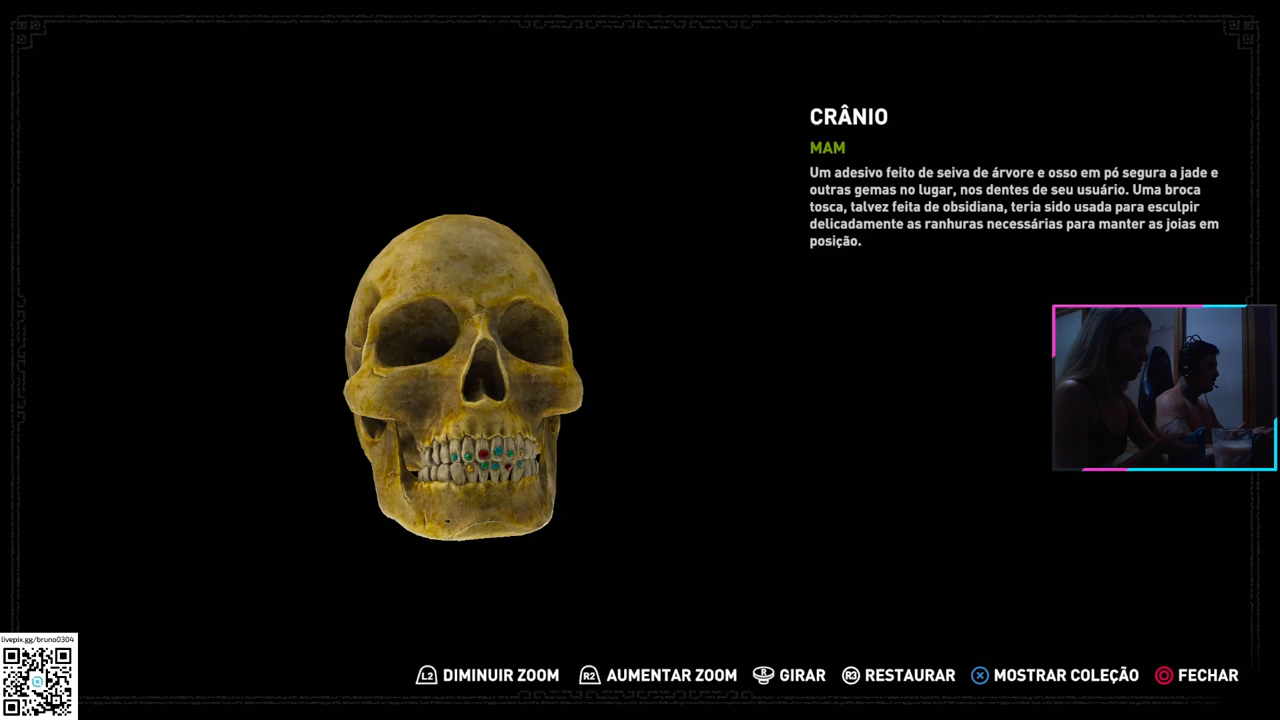 CRÂNIO
MAM
Um adesivo feito de seiva de árvore e osso em pó segura a jade e
outras gemas no lugar, nos dentes de seu usuário. Uma broca
tosca, talvez feita de obsidiana, teria sido usada para esculpir
delicadamente as ranhuras necessárias para manter as joias em
posição.
livepix.gg/bruno0304
L2 DIMINUIR ZOOM R2 AUMENTAR ZOOM R GIRAR R3 RESTAURAR MOSTRAR COLEÇÃO FECHAR